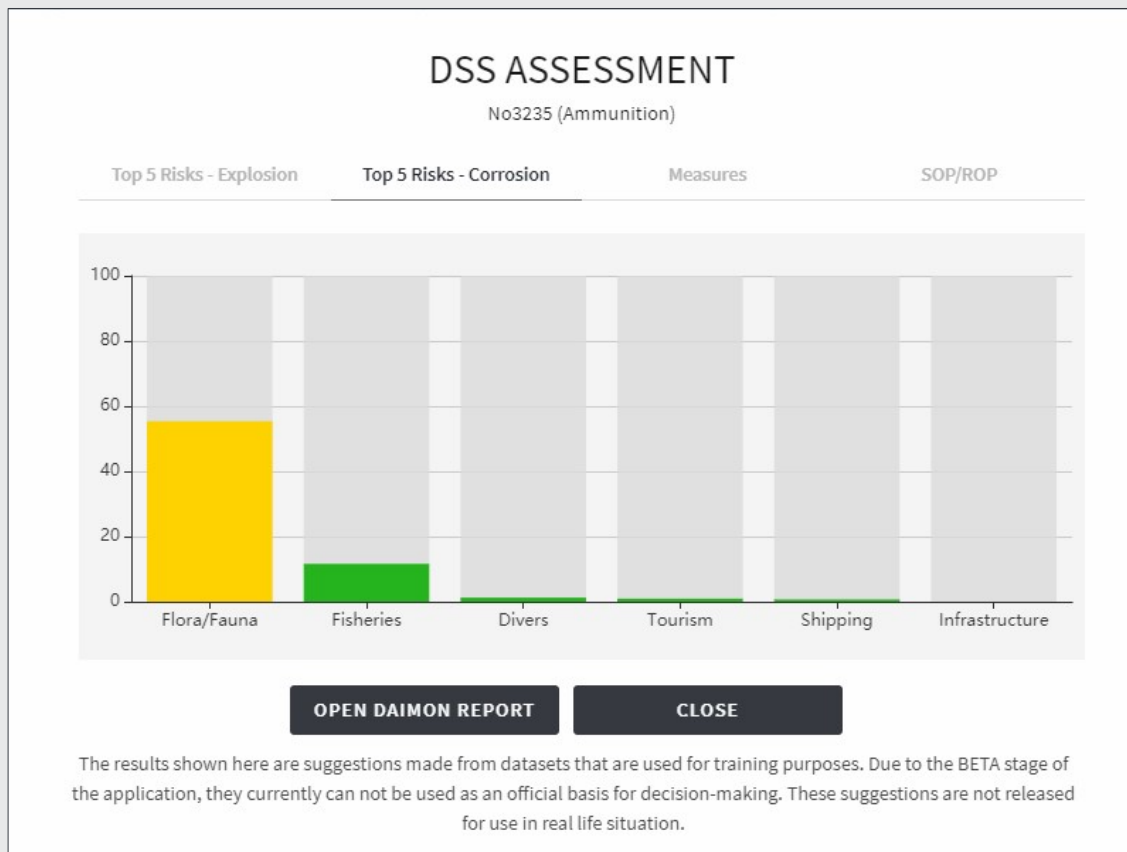 DSS ASSESSMENT
No3235 (Ammunition)
Top 5 Risks - Explosion
Top 5 Risks - Corrosion
Measures
SOP/ROP
100
80
60
40
20
0
Flora/Fauna
Fisheries
Divers
Tourism
Shipping
Infrastructure
OPEN DAIMON REPORT
CLOSE
The results shown here are suggestions made from datasets that are used for training purposes. Due to the BETA stage of
the application, they currently can not be used as an official basis for decision-making. These suggestions are not released
for use in real life situation.